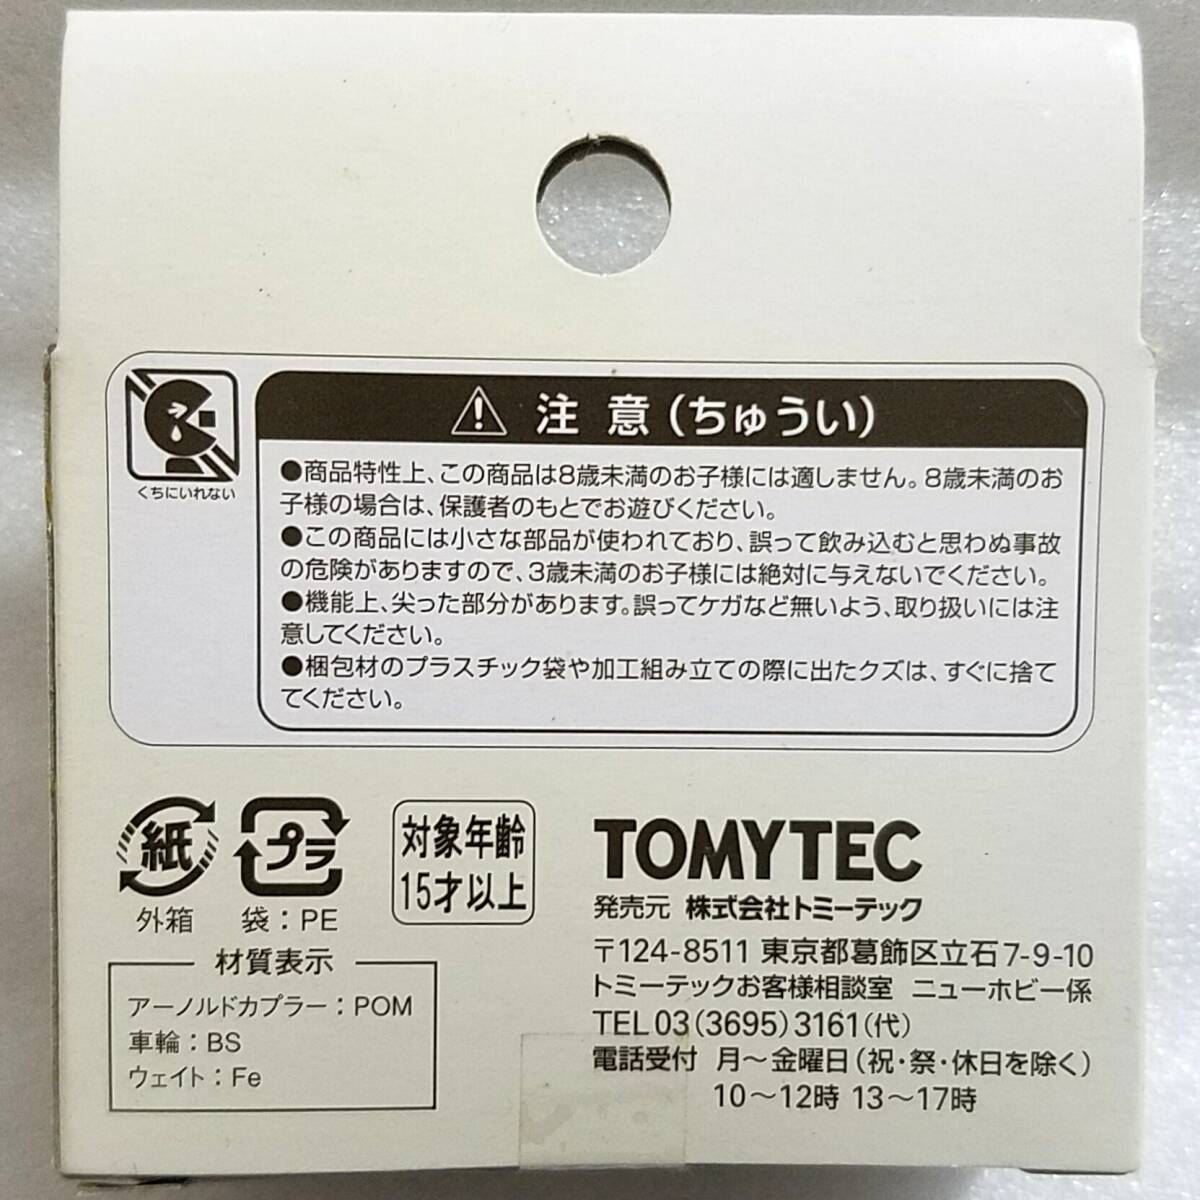 注意(ちゅうい)
くちにいれない
●商品特性上、この商品は8歳未満のお子様には適しません。8歳未満のお
子様の場合は、保護者のもとでお遊びください。
●この商品には小さな部品が使われており、誤って飲み込むと思わぬ事故
の危険がありますので、3歳未満のお子様には絶対に与えないでください。
●機能上、尖った部分があります。誤ってケガなど無いよう、取り扱いには注
意してください。
●梱包材のプラスチック袋や加工組み立ての際に出たクズは、すぐに捨て
てください。
紙
外箱
プラ
袋：PE
対象年齢
15才以上
材質表示
アーノルドカプラー：POM
車輪：BS
ウェイト：Fe
TOMYTEC
発売元 株式会社トミーテック
〒124-8511 東京都葛飾区立石7-9-10
トミーテックお客様相談室 ニューホビー係
TEL 03(3695)3161(代)
電話受付 月〜金曜日(祝・祭・休日を除く)
10〜12時 13〜17時